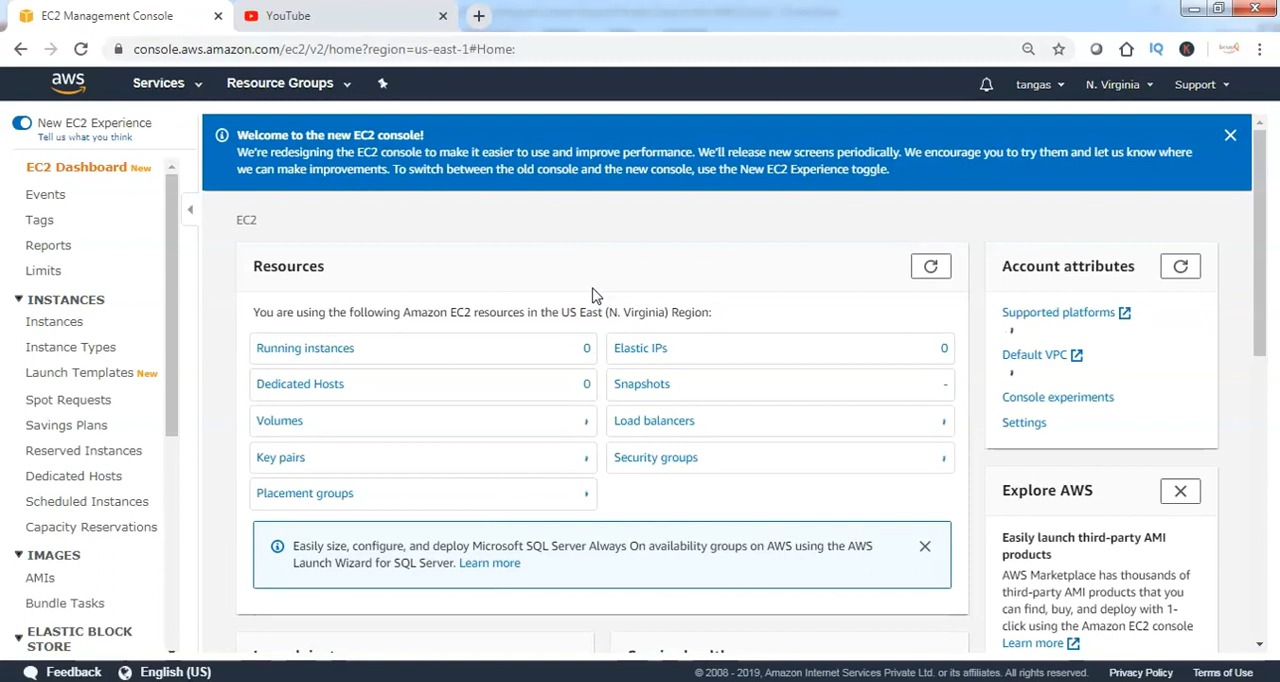 EC2 Management Console
YouTube
console.aws.amazon.com/ec2/v2/home?region=us-east-1#Home:
aws
Services
Resource Groups
tangas
N. Virginia
Support
New EC2 Experience
Tell us what you think
EC2 Dashboard New
Events
Tags
Reports
Limits
INSTANCES
Instances
Instance Types
Launch Templates New
Spot Requests
Savings Plans
Reserved Instances
Dedicated Hosts
Scheduled Instances
Capacity Reservations
IMAGES
AMIs
Bundle Tasks
ELASTIC BLOCK
STORE
Welcome to the new EC2 console!
We're redesigning the EC2 console to make it easier to use and improve performance. We'll release new screens periodically. We encourage you to try them and let us know where
we can make improvements. To switch between the old console and the new console, use the New EC2 Experience toggle.
EC2
Resources
You are using the following Amazon EC2 resources in the US East (N. Virginia) Region:
Running instances 0
Elastic IPs 0
Dedicated Hosts 0
Snapshots -
Volumes
Load balancers
Key pairs
Security groups
Placement groups
Easily size, configure, and deploy Microsoft SQL Server Always On availability groups on AWS using the AWS
Launch Wizard for SQL Server. Learn more
Account attributes
Supported platforms
Default VPC
Console experiments
Settings
Explore AWS
Easily launch third-party AMI
products
AWS Marketplace has thousands of
third-party AMI products that you
can find, buy, and deploy with 1-
click using the Amazon EC2 console
Learn more
Feedback
English (US)
© 2008 - 2019, Amazon Internet Services Private Ltd. or its affiliates. All rights reserved.
Privacy Policy
Terms of Use